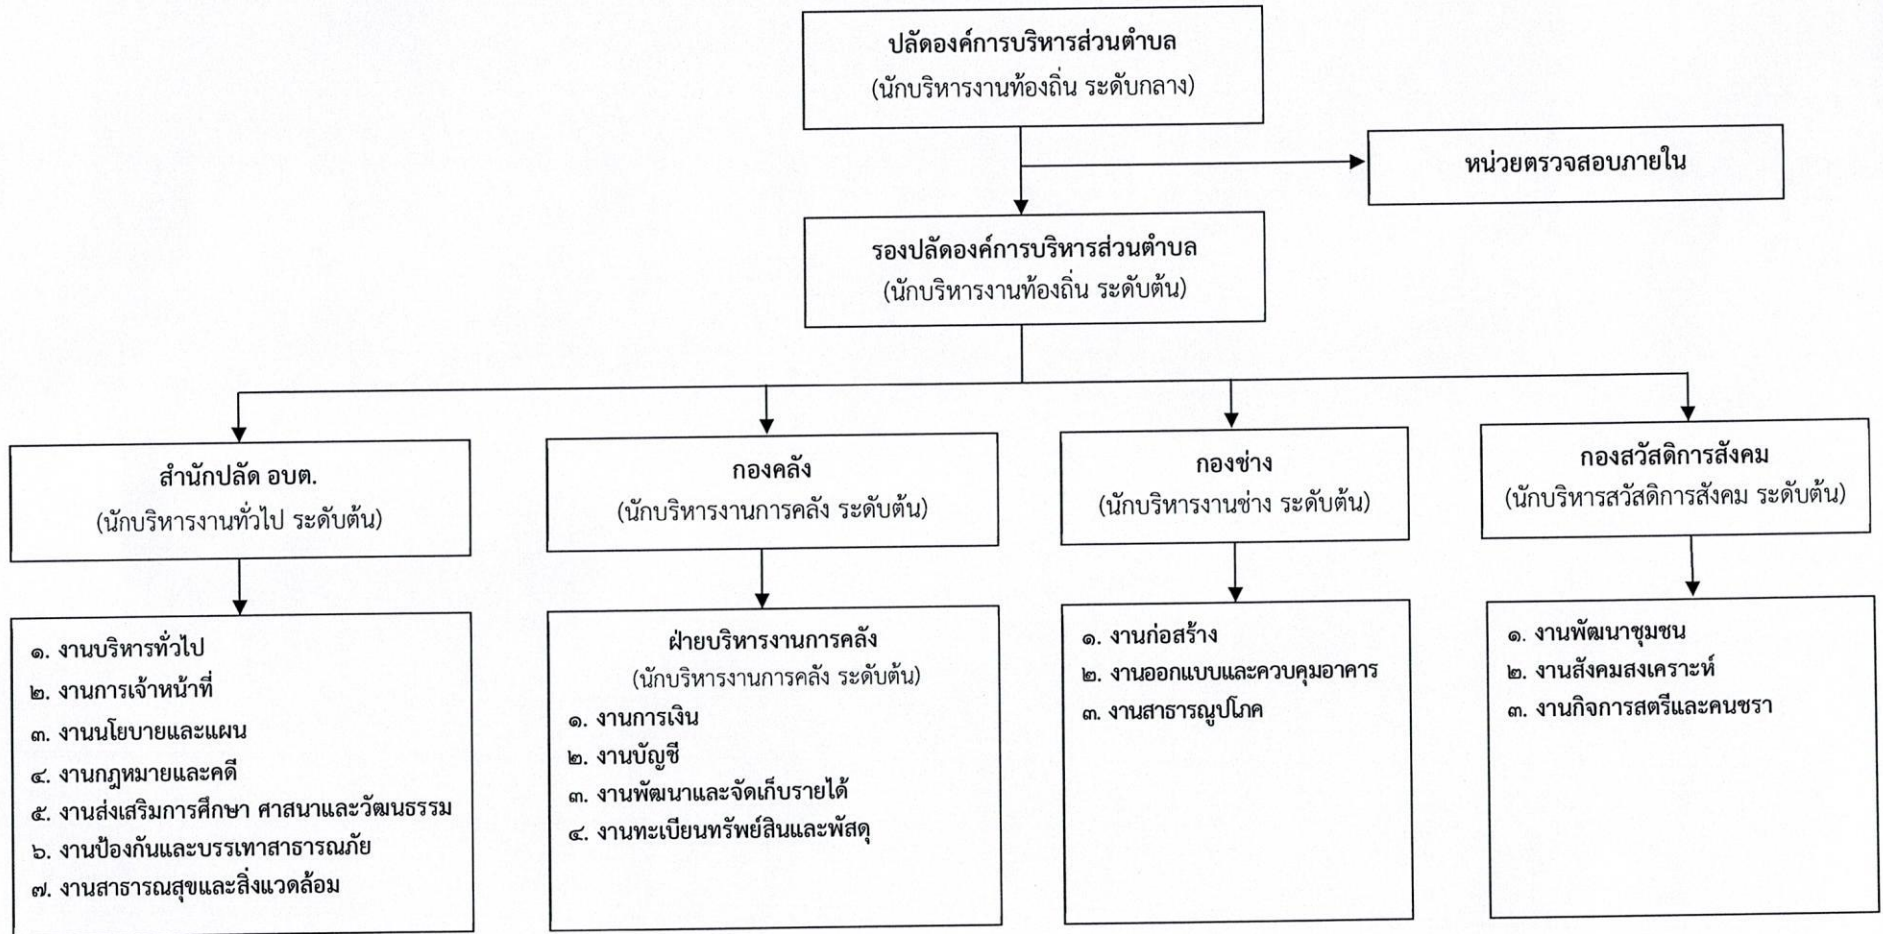 ปลัดองค์การบริหารส่วนตำบล
(นักบริหารงานท้องถิ่น ระดับกลาง)
หน่วยตรวจสอบภายใน
รองปลัดองค์การบริหารส่วนตำบล
(นักบริหารงานท้องถิ่น ระดับต้น)
สำนักปลัด อบต.
(นักบริหารงานทั่วไป ระดับต้น)
กองคลัง
(นักบริหารงานการคลัง ระดับต้น)
กองช่าง
(นักบริหารงานช่าง ระดับต้น)
กองสวัสดิการสังคม
(นักบริหารสวัสดิการสังคม ระดับต้น)
๑. งานบริหารทั่วไป
๒. งานการเจ้าหน้าที่
๓. งานนโยบายและแผน
๔. งานกฎหมายและคดี
๕. งานส่งเสริมการศึกษา ศาสนาและวัฒนธรรม
๖. งานป้องกันและบรรเทาสาธารณภัย
๗. งานสาธารณสุขและสิ่งแวดล้อม
ฝ่ายบริหารงานการคลัง
(นักบริหารงานการคลัง ระดับต้น)
๑. งานการเงิน
๒. งานบัญชี
๓. งานพัฒนาและจัดเก็บรายได้
๔. งานทะเบียนทรัพย์สินและพัสดุ
๑. งานก่อสร้าง
๒. งานออกแบบและควบคุมอาคาร
๓. งานสาธารณูปโภค
๑. งานพัฒนาชุมชน
๒. งานสังคมสงเคราะห์
๓. งานกิจการสตรีและคนชรา